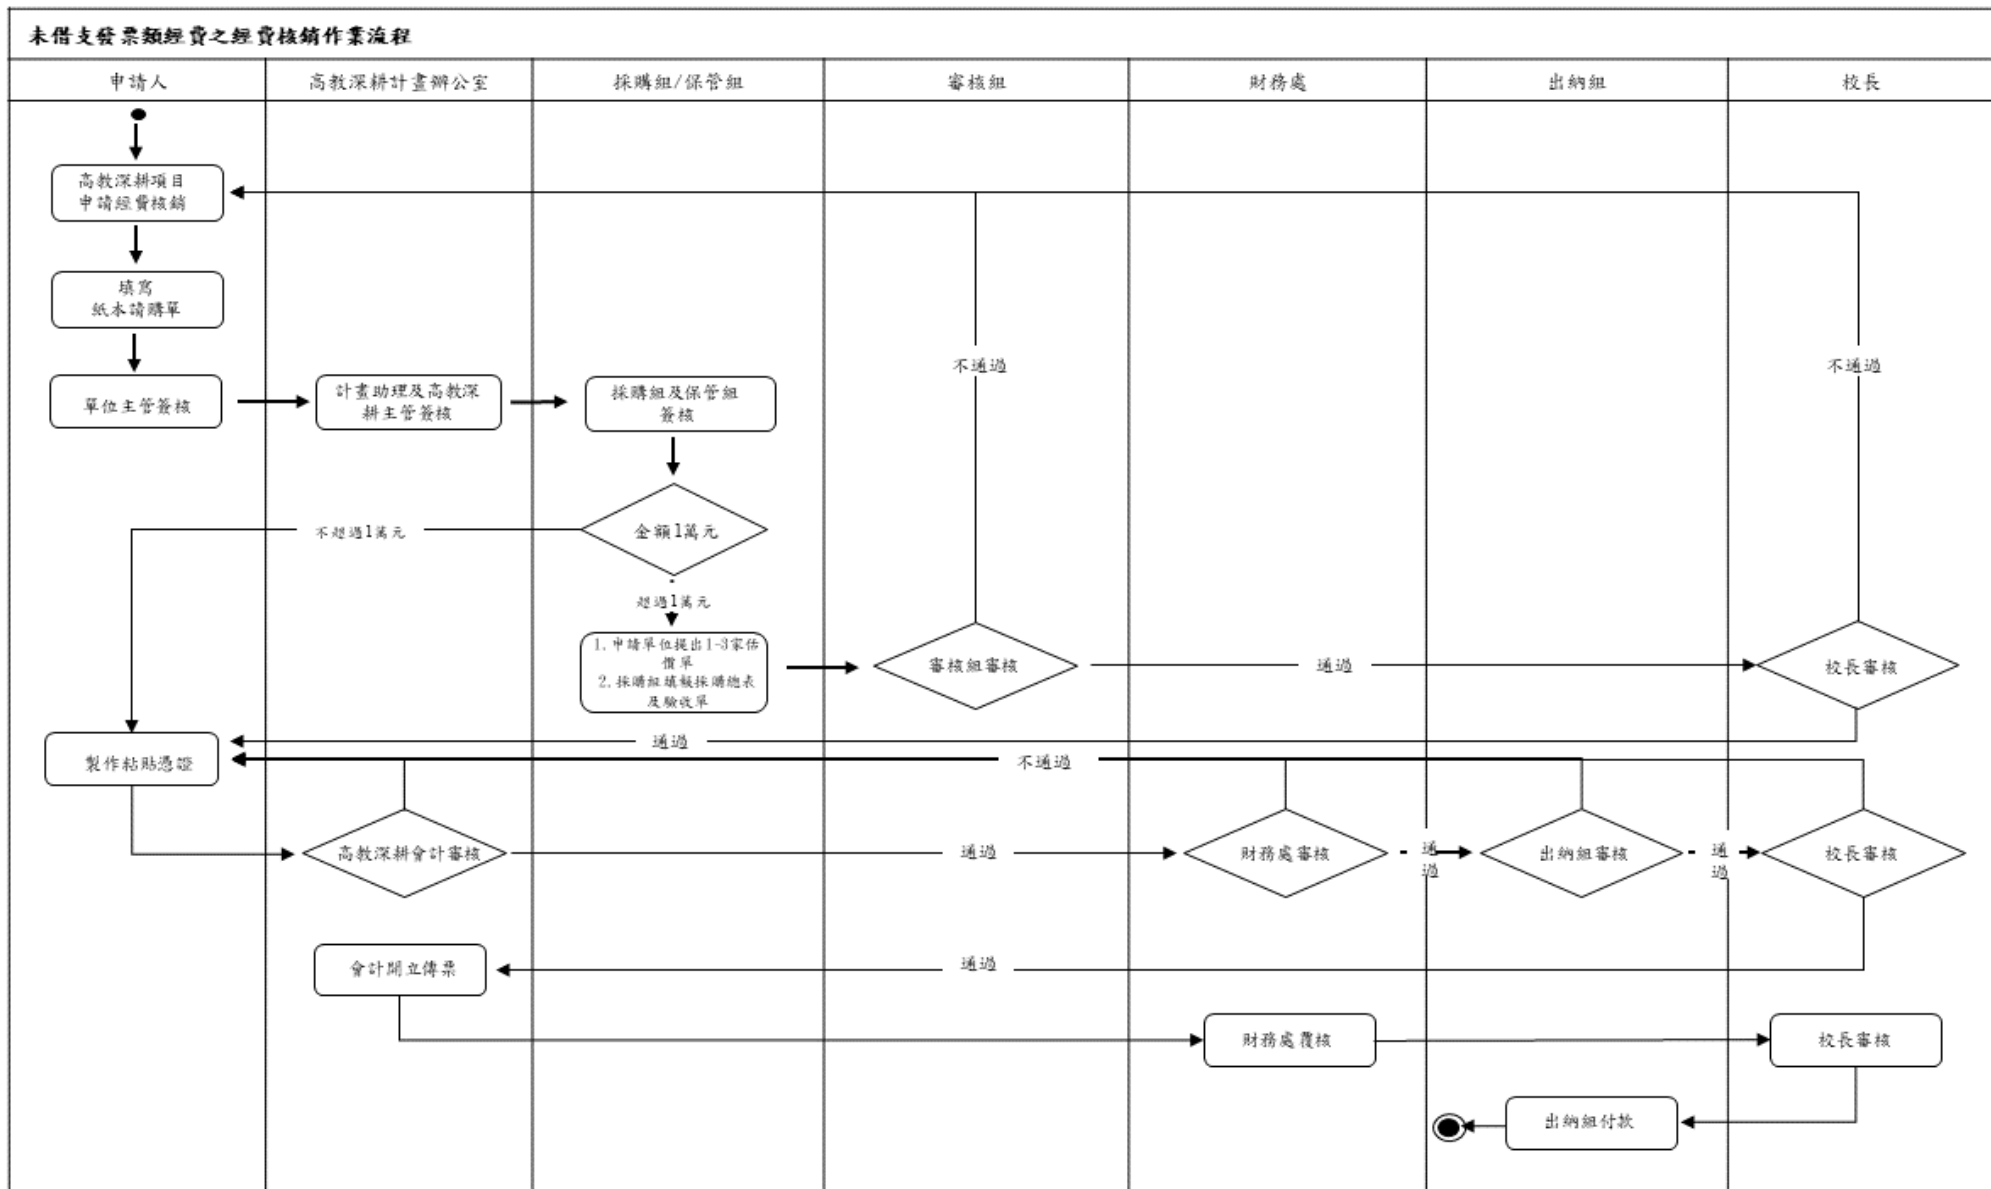 未借支發票類經費之經費核銷作業流程
申請人
高教深耕計畫辦公室
採購組/保管組
審核組
財務處
出納組
校長
高教深耕項目
申請經費核銷
填寫
紙本請購單
不通過
不通過
單位主管簽核
計畫助理及高教深
耕主管簽核
採購組及保管組
簽核
不超過1萬元
金額1萬元
超過1萬元
1.申請單位提出1-3家估
價單
2.採購組填報採購總表
及驗收單
審核組審核
通過
校長審核
通過
製作粘貼憑證
不通過
高教深耕會計審核
通過
財務處審核
通
過
出納組審核
通
過
校長審核
會計開立傳票
通過
財務處覆核
校長審核
出納組付款